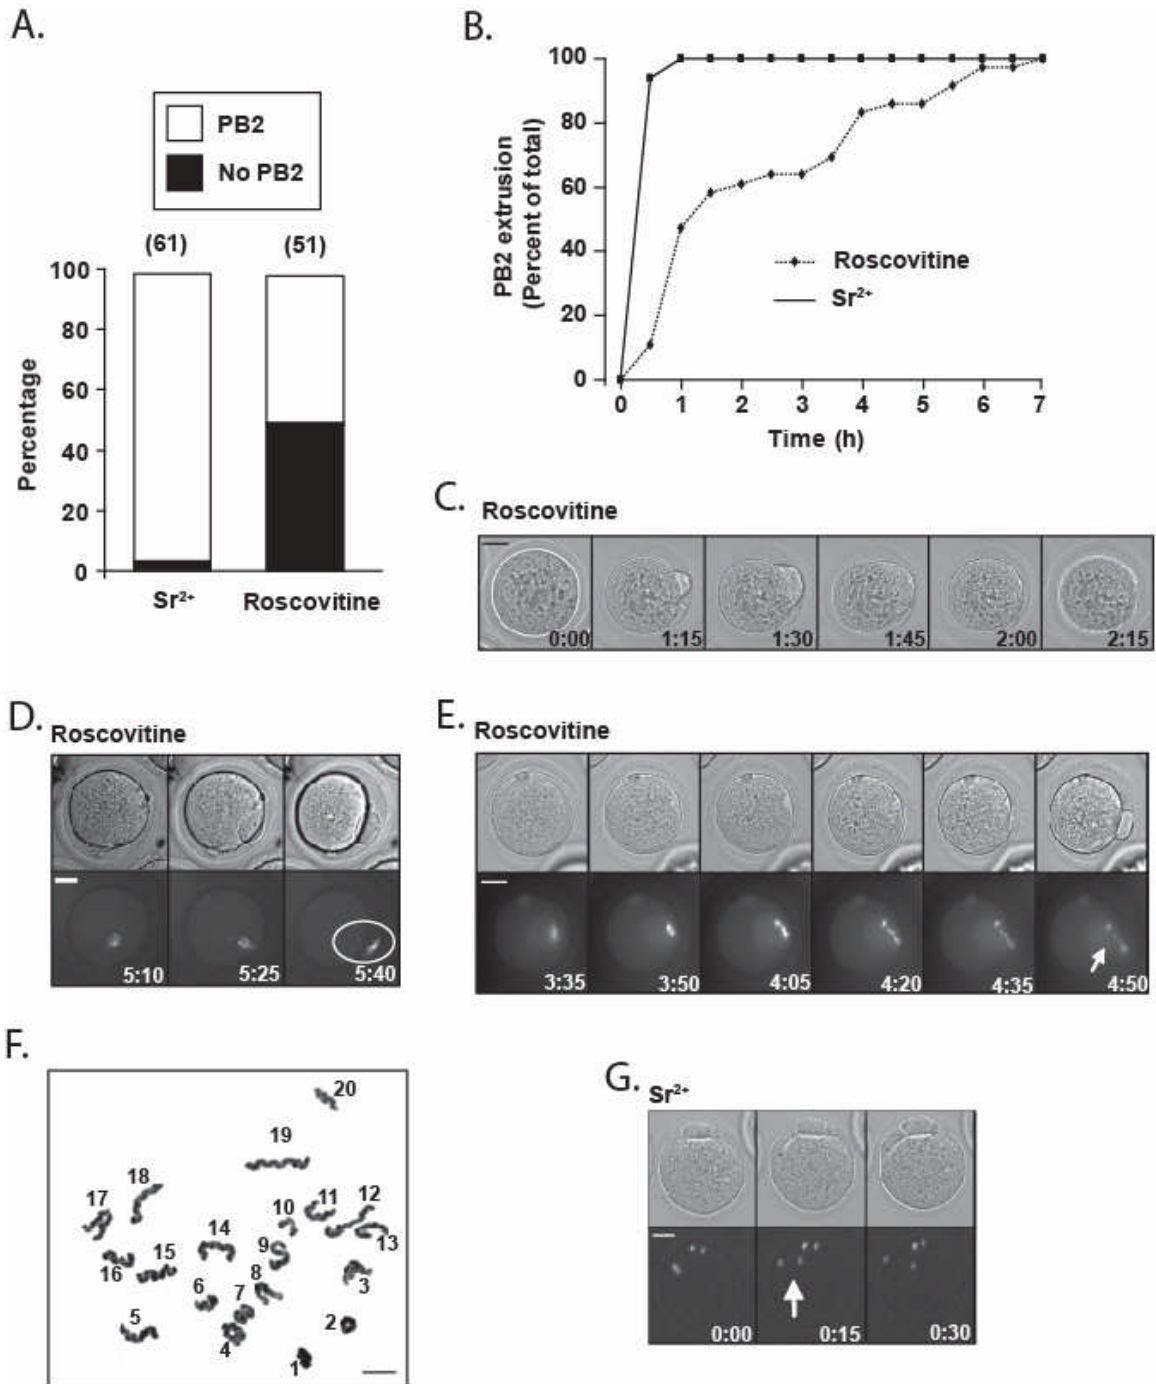 A.
PB2
No PB2
(61) (51)
Percentage
100
80
60
40
20
0
Sr²⁺ Roscovitine
B.
PB2 extrusion
(Percent of total)
100
80
60
40
20
0
Roscovitine
Sr²⁺
0 1 2 3 4 5 6 7
Time (h)
C.
Roscovitine
0:00 1:15 1:30 1:45 2:00 2:15
D.
Roscovitine
5:10 5:25 5:40
E.
Roscovitine
3:35 3:50 4:05 4:20 4:35 4:50
F.
20
19
18
17
12
11
10
14
13
9
15
16
8
3
6
7
5
2
4
1
G.
Sr²⁺
0:00 0:15 0:30